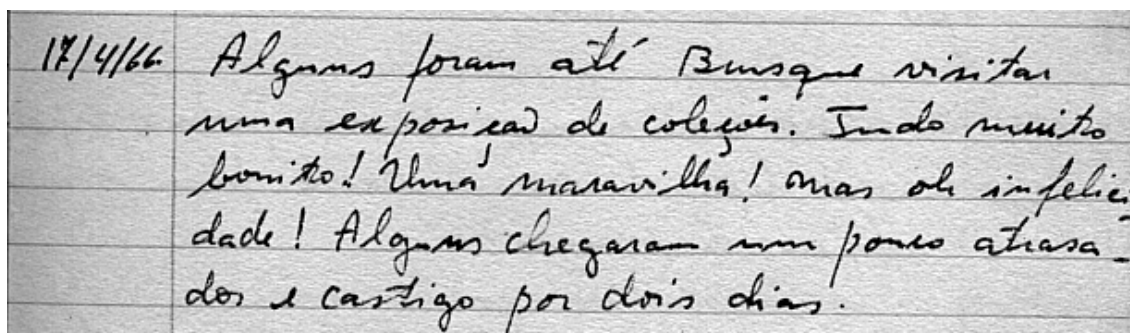 17/4/66. Alguns foram até Brusque visitar
uma exposição de coleções. Tudo muito
bonito! Uma maravilha! mas oh infelici-
dade! Alguns chegaram um pouco atrasa-
dos e castigo por dois dias.